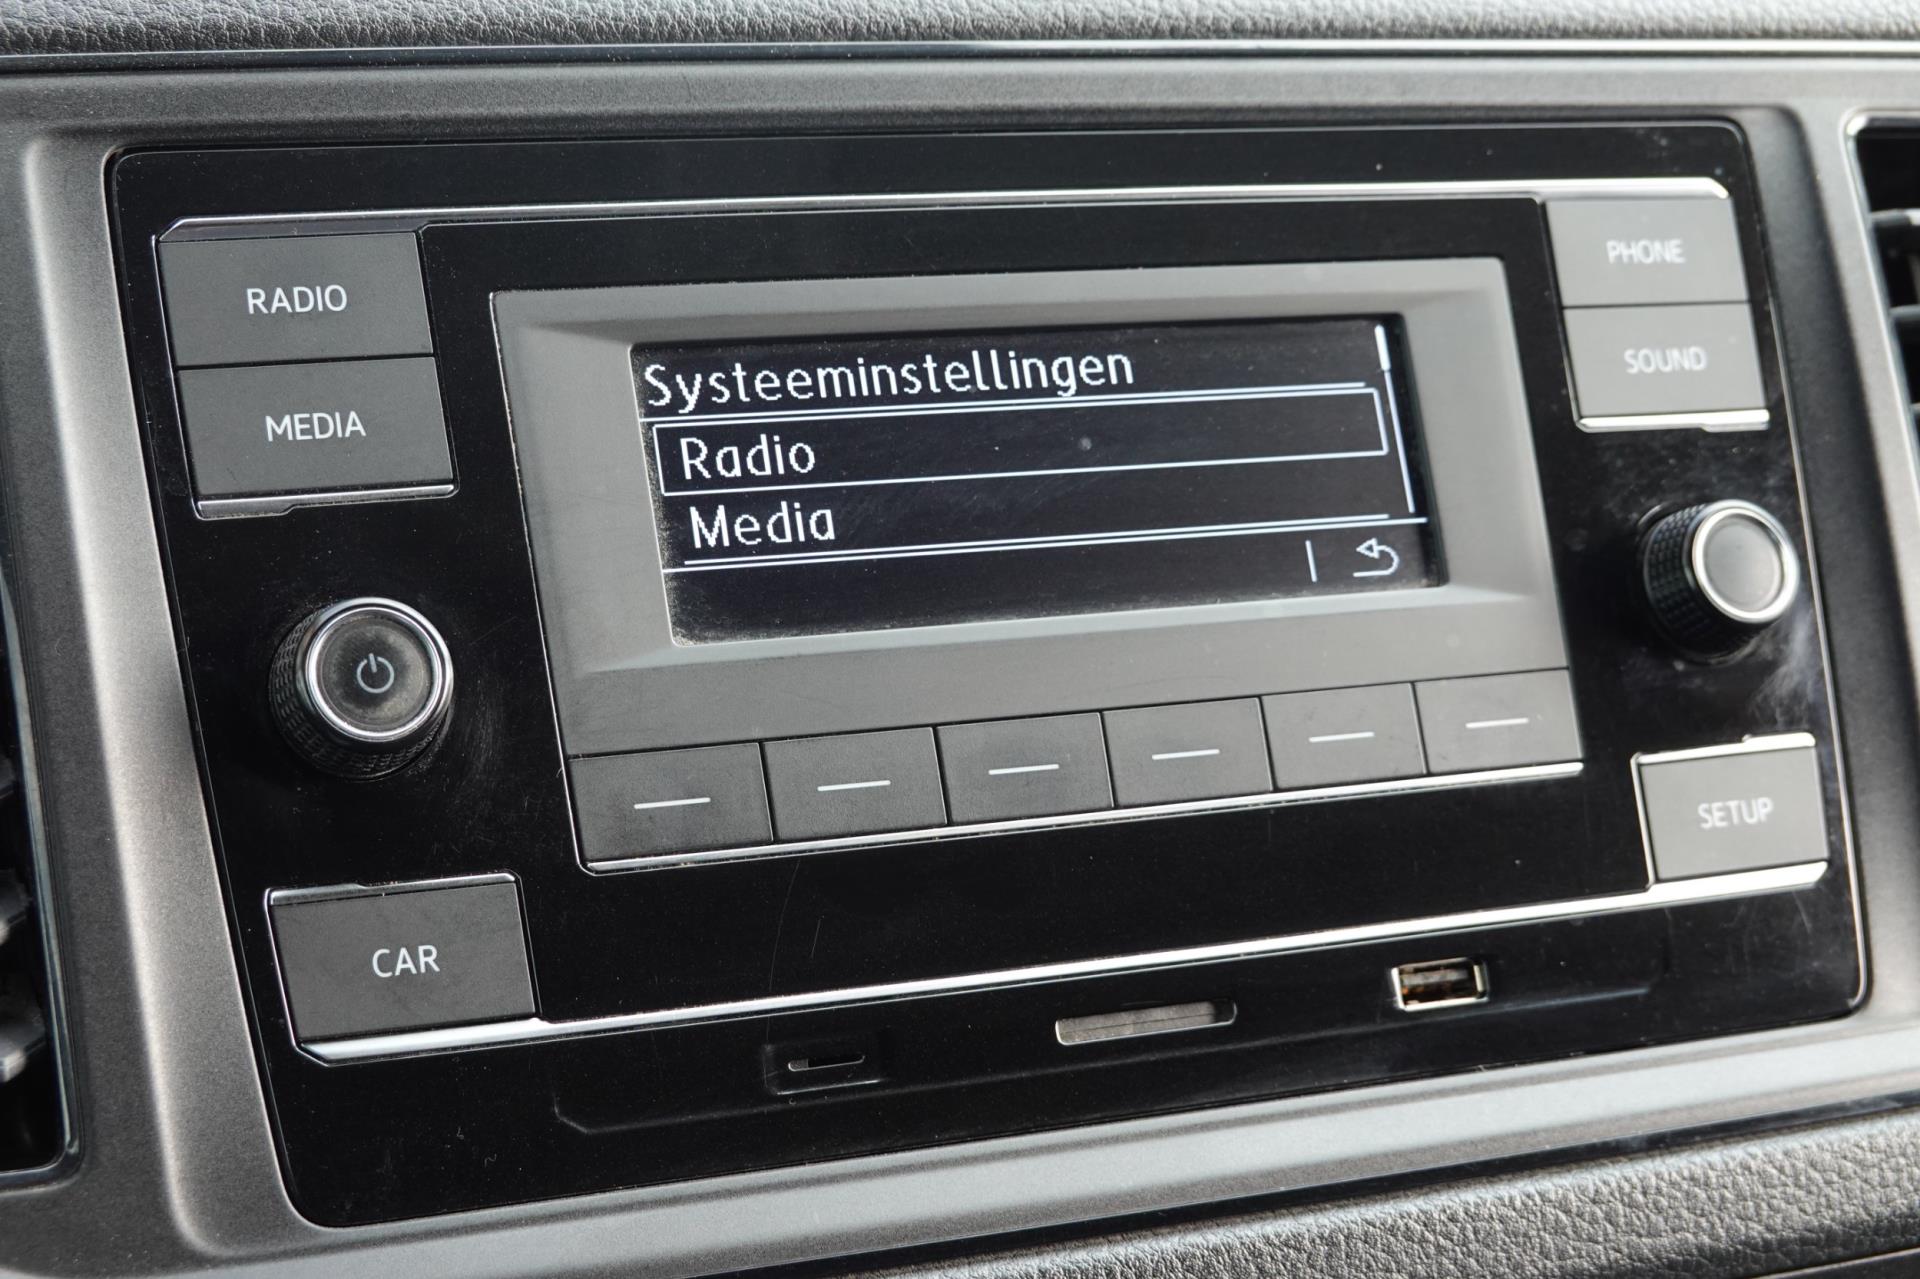 RADIO
MEDIA
PHONE
SOUND
Systeeminstellingen
Radio
Media
SETUP
CAR